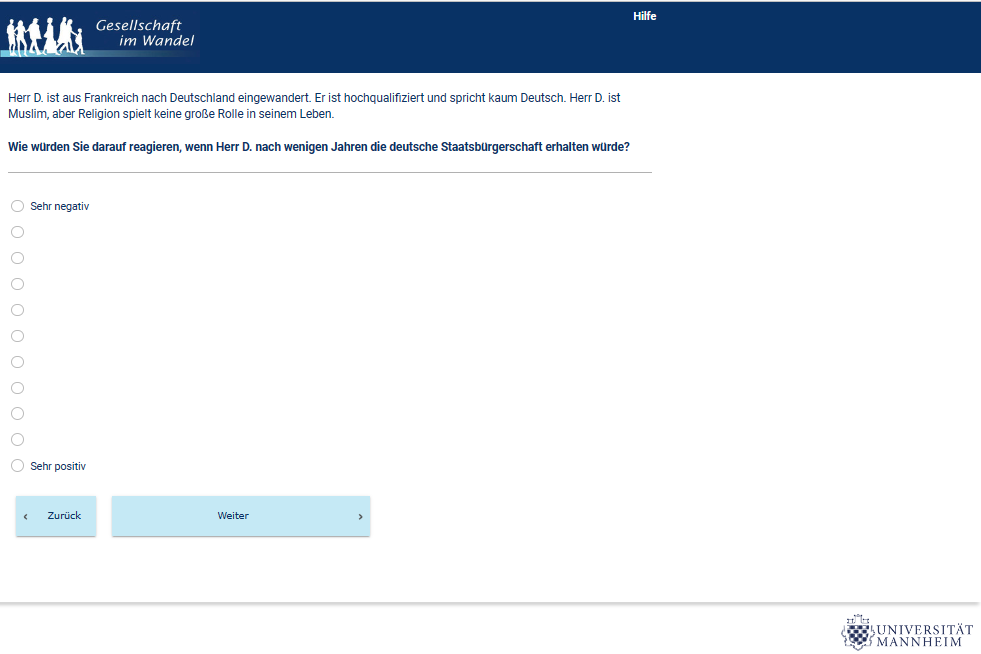 Gesellschaft
im Wandel
Hilfe
Herr D. ist aus Frankreich nach Deutschland eingewandert. Er ist hochqualifiziert und spricht kaum Deutsch. Herr D. ist
Muslim, aber Religion spielt keine große Rolle in seinem Leben.
Wie würden Sie darauf reagieren, wenn Herr D. nach wenigen Jahren die deutsche Staatsbürgerschaft erhalten würde?
Sehr negativ
Sehr positiv
‹ Zurück
Weiter ›
UNIVERSITÄT
MANNHEIM